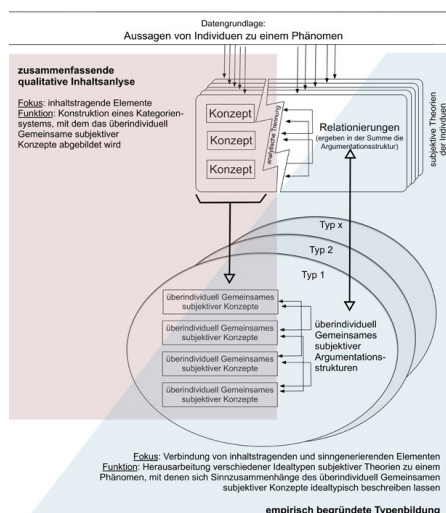 Datengrundlage:
Aussagen von Individuen zu einem Phänomen
zusammenfassende
qualitative Inhaltsanlyse
Fokus: inhaltstragende Elemente
Funktion: Konstruktion eines Kategorien-
systems, mit dem das überindividuell
Gemeinsame subjektiver
Konzepte abgebildet wird
Konzept
Konzept
Konzept
analytische Trennung
Relationierungen
(ergeben in der Summe die
Argumentationsstruktur)
subjektive Theorien
der Individuen
Typ x
Typ 2
Typ 1
überindividuell Gemeinsames
subjektiver Konzepte
überindividuell Gemeinsames
subjektiver Konzepte
überindividuell Gemeinsames
subjektiver Konzepte
überindividuell Gemeinsames
subjektiver Konzepte
überindividuell
Gemeinsames
subjektiver
Argumentations-
strukturen
Fokus: Verbindung von inhaltstragenden und sinngenerierenden Elementen
Funktion: Herausarbeitung verschiedener Idealtypen subjektiver Theorien zu einem
Phänomen, mit denen sich Sinnzusammenhänge des überindividuell Gemeinsamen
subjektiver Konzepte idealtypisch beschreiben lassen
empirisch begründete Typenbildung